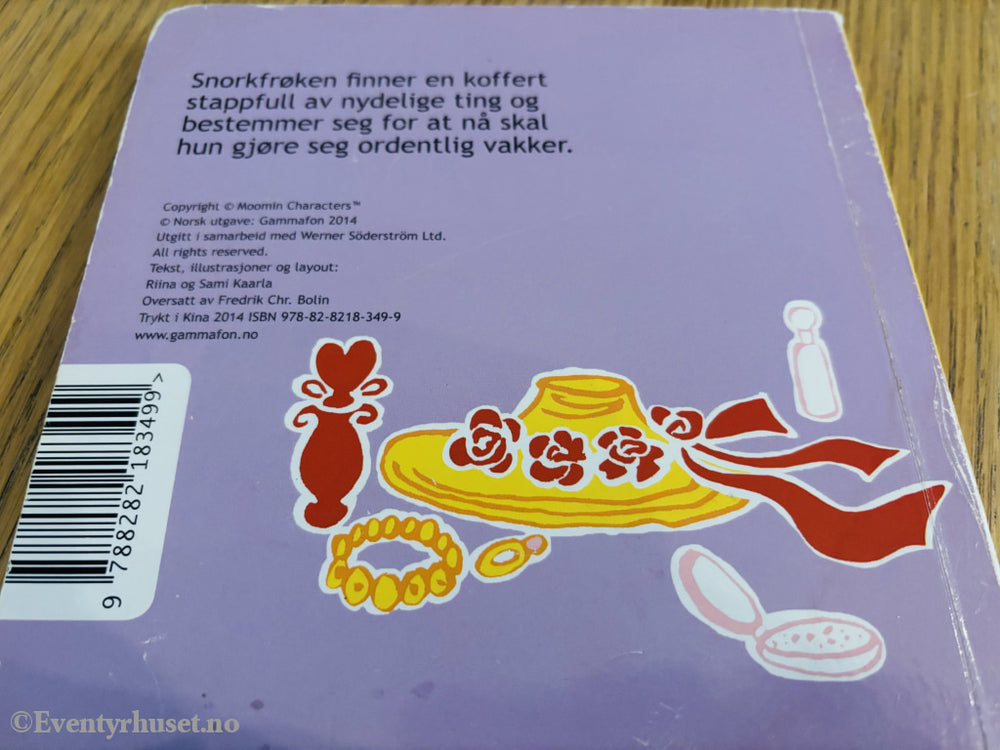 Snorkfrøken finner en koffert
stappfull av nydelige ting og
bestemmer seg for at nå skal
hun gjøre seg ordentlig vakker.
Copyright © Moomin Characters™
© Norsk utgave: Gammafon 2014
Utgitt i samarbeid med Werner Söderström Ltd.
All rights reserved.
Tekst, illustrasjoner og layout:
Riina og Sami Kaarla
Oversatt av Fredrik Chr. Bolin
Trykt i Kina 2014 ISBN 978-82-8218-349-9
www.gammafon.no
9 788282 183499 >
©Eventyrhuset.no